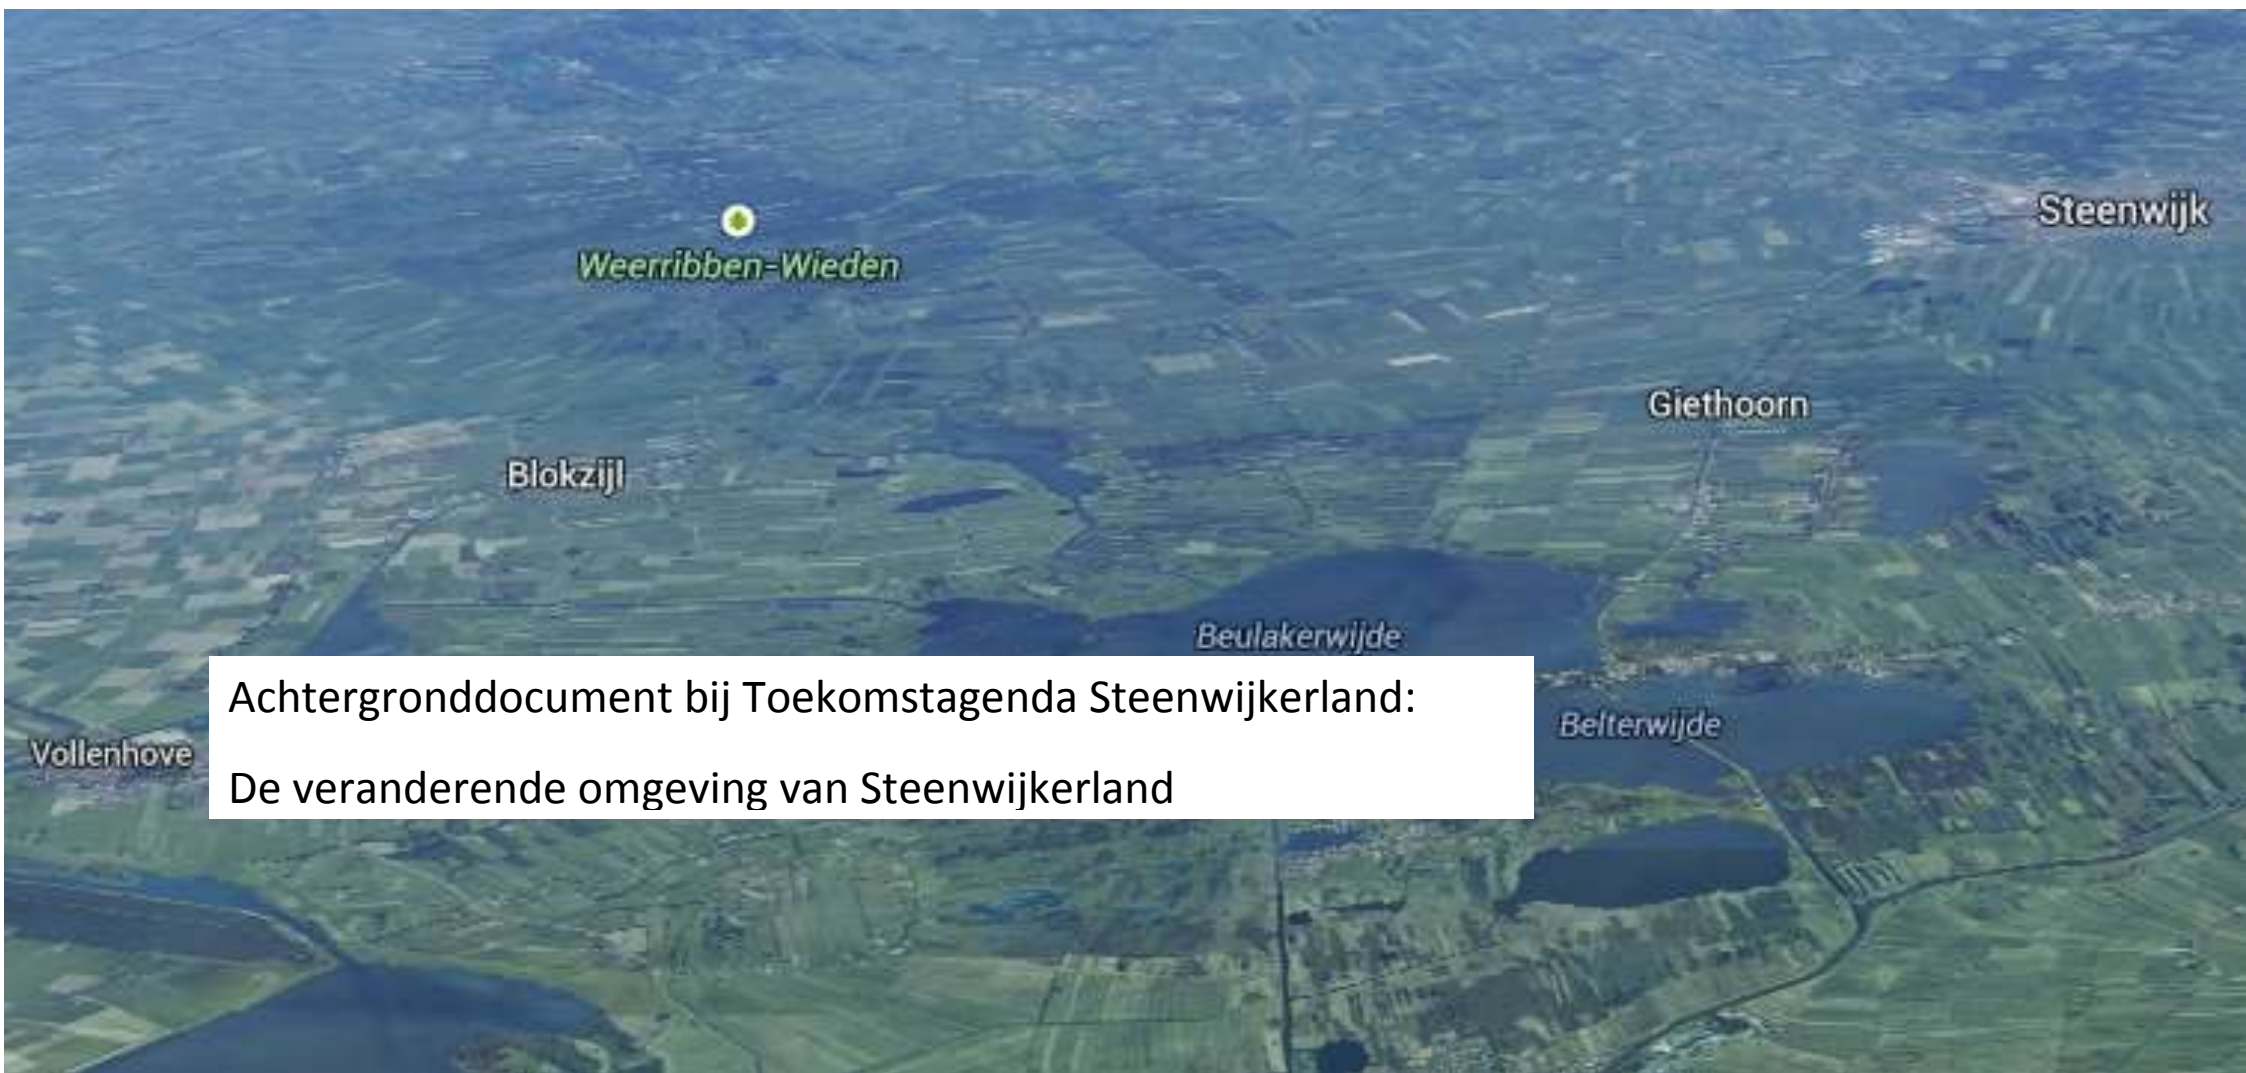 Steenwijk
Weerribben-Wieden
Giethoorn
Blokzijl
Beulakerwijde
Achtergronddocument bij Toekomstagenda Steenwijkerland:
Belterwijde
Vollenhove
De veranderende omgeving van Steenwijkerland